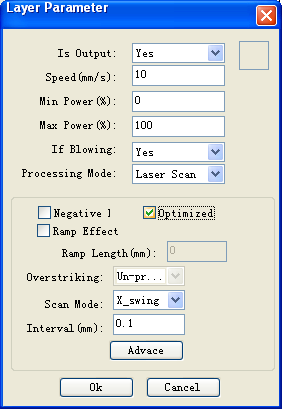 Layer Parameter
Is Output: Yes
Speed(mm/s): 10
Min Power(%): 0
Max Power(%): 100
If Blowing: Yes
Processing Mode: Laser Scan
Negative l Optimized
Ramp Effect
Ramp Length(mm): 0
Overstriking: Un-pr...
Scan Mode: X_swing
Interval(mm): 0.1
Advace
Ok Cancel